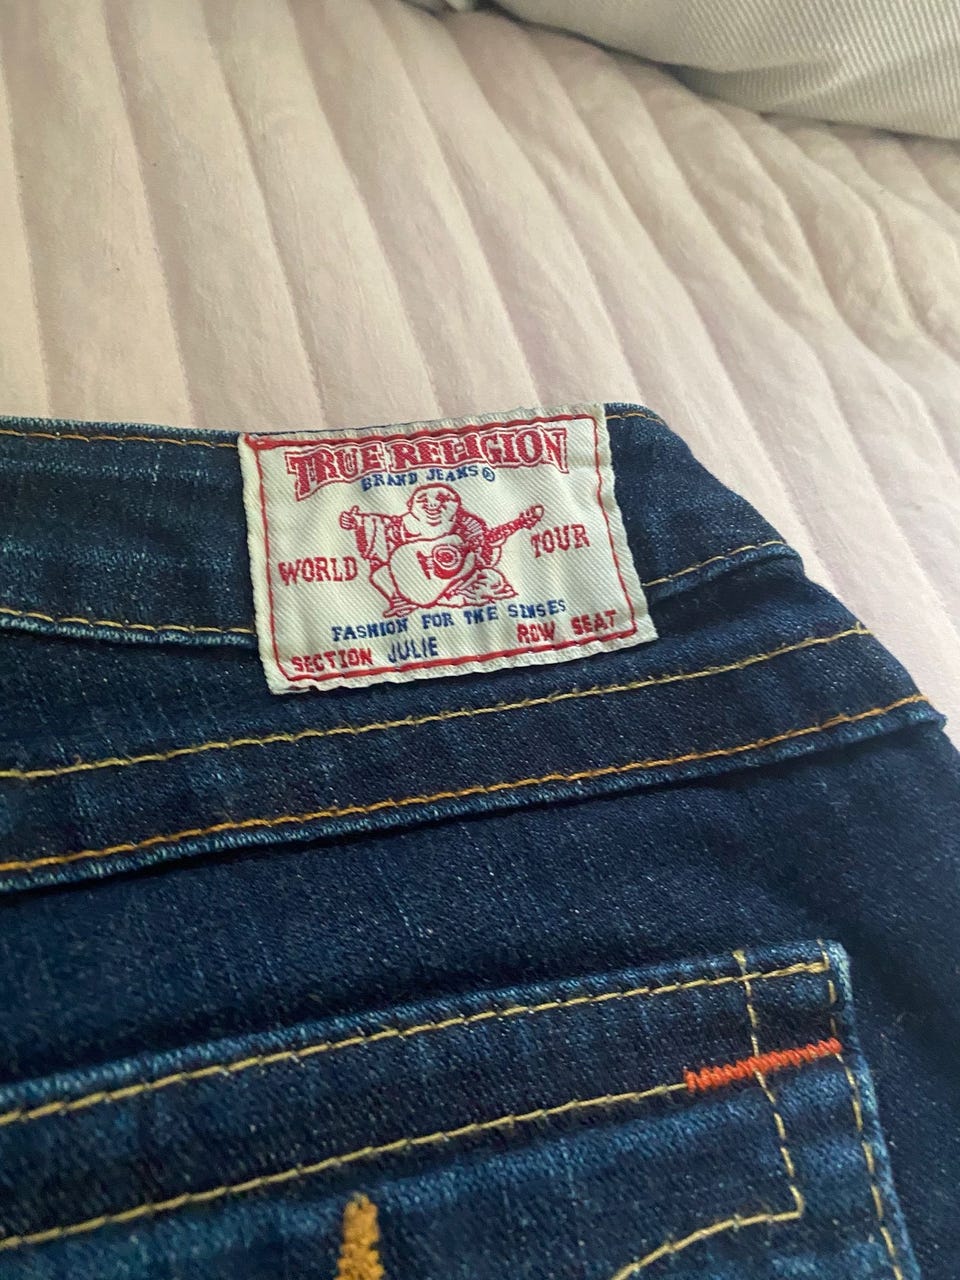 TRUE RELIGION
BRAND JEANS®
WORLD TOUR
FASHION FOR THE SENSES
SECTION JULIE ROW SEAT